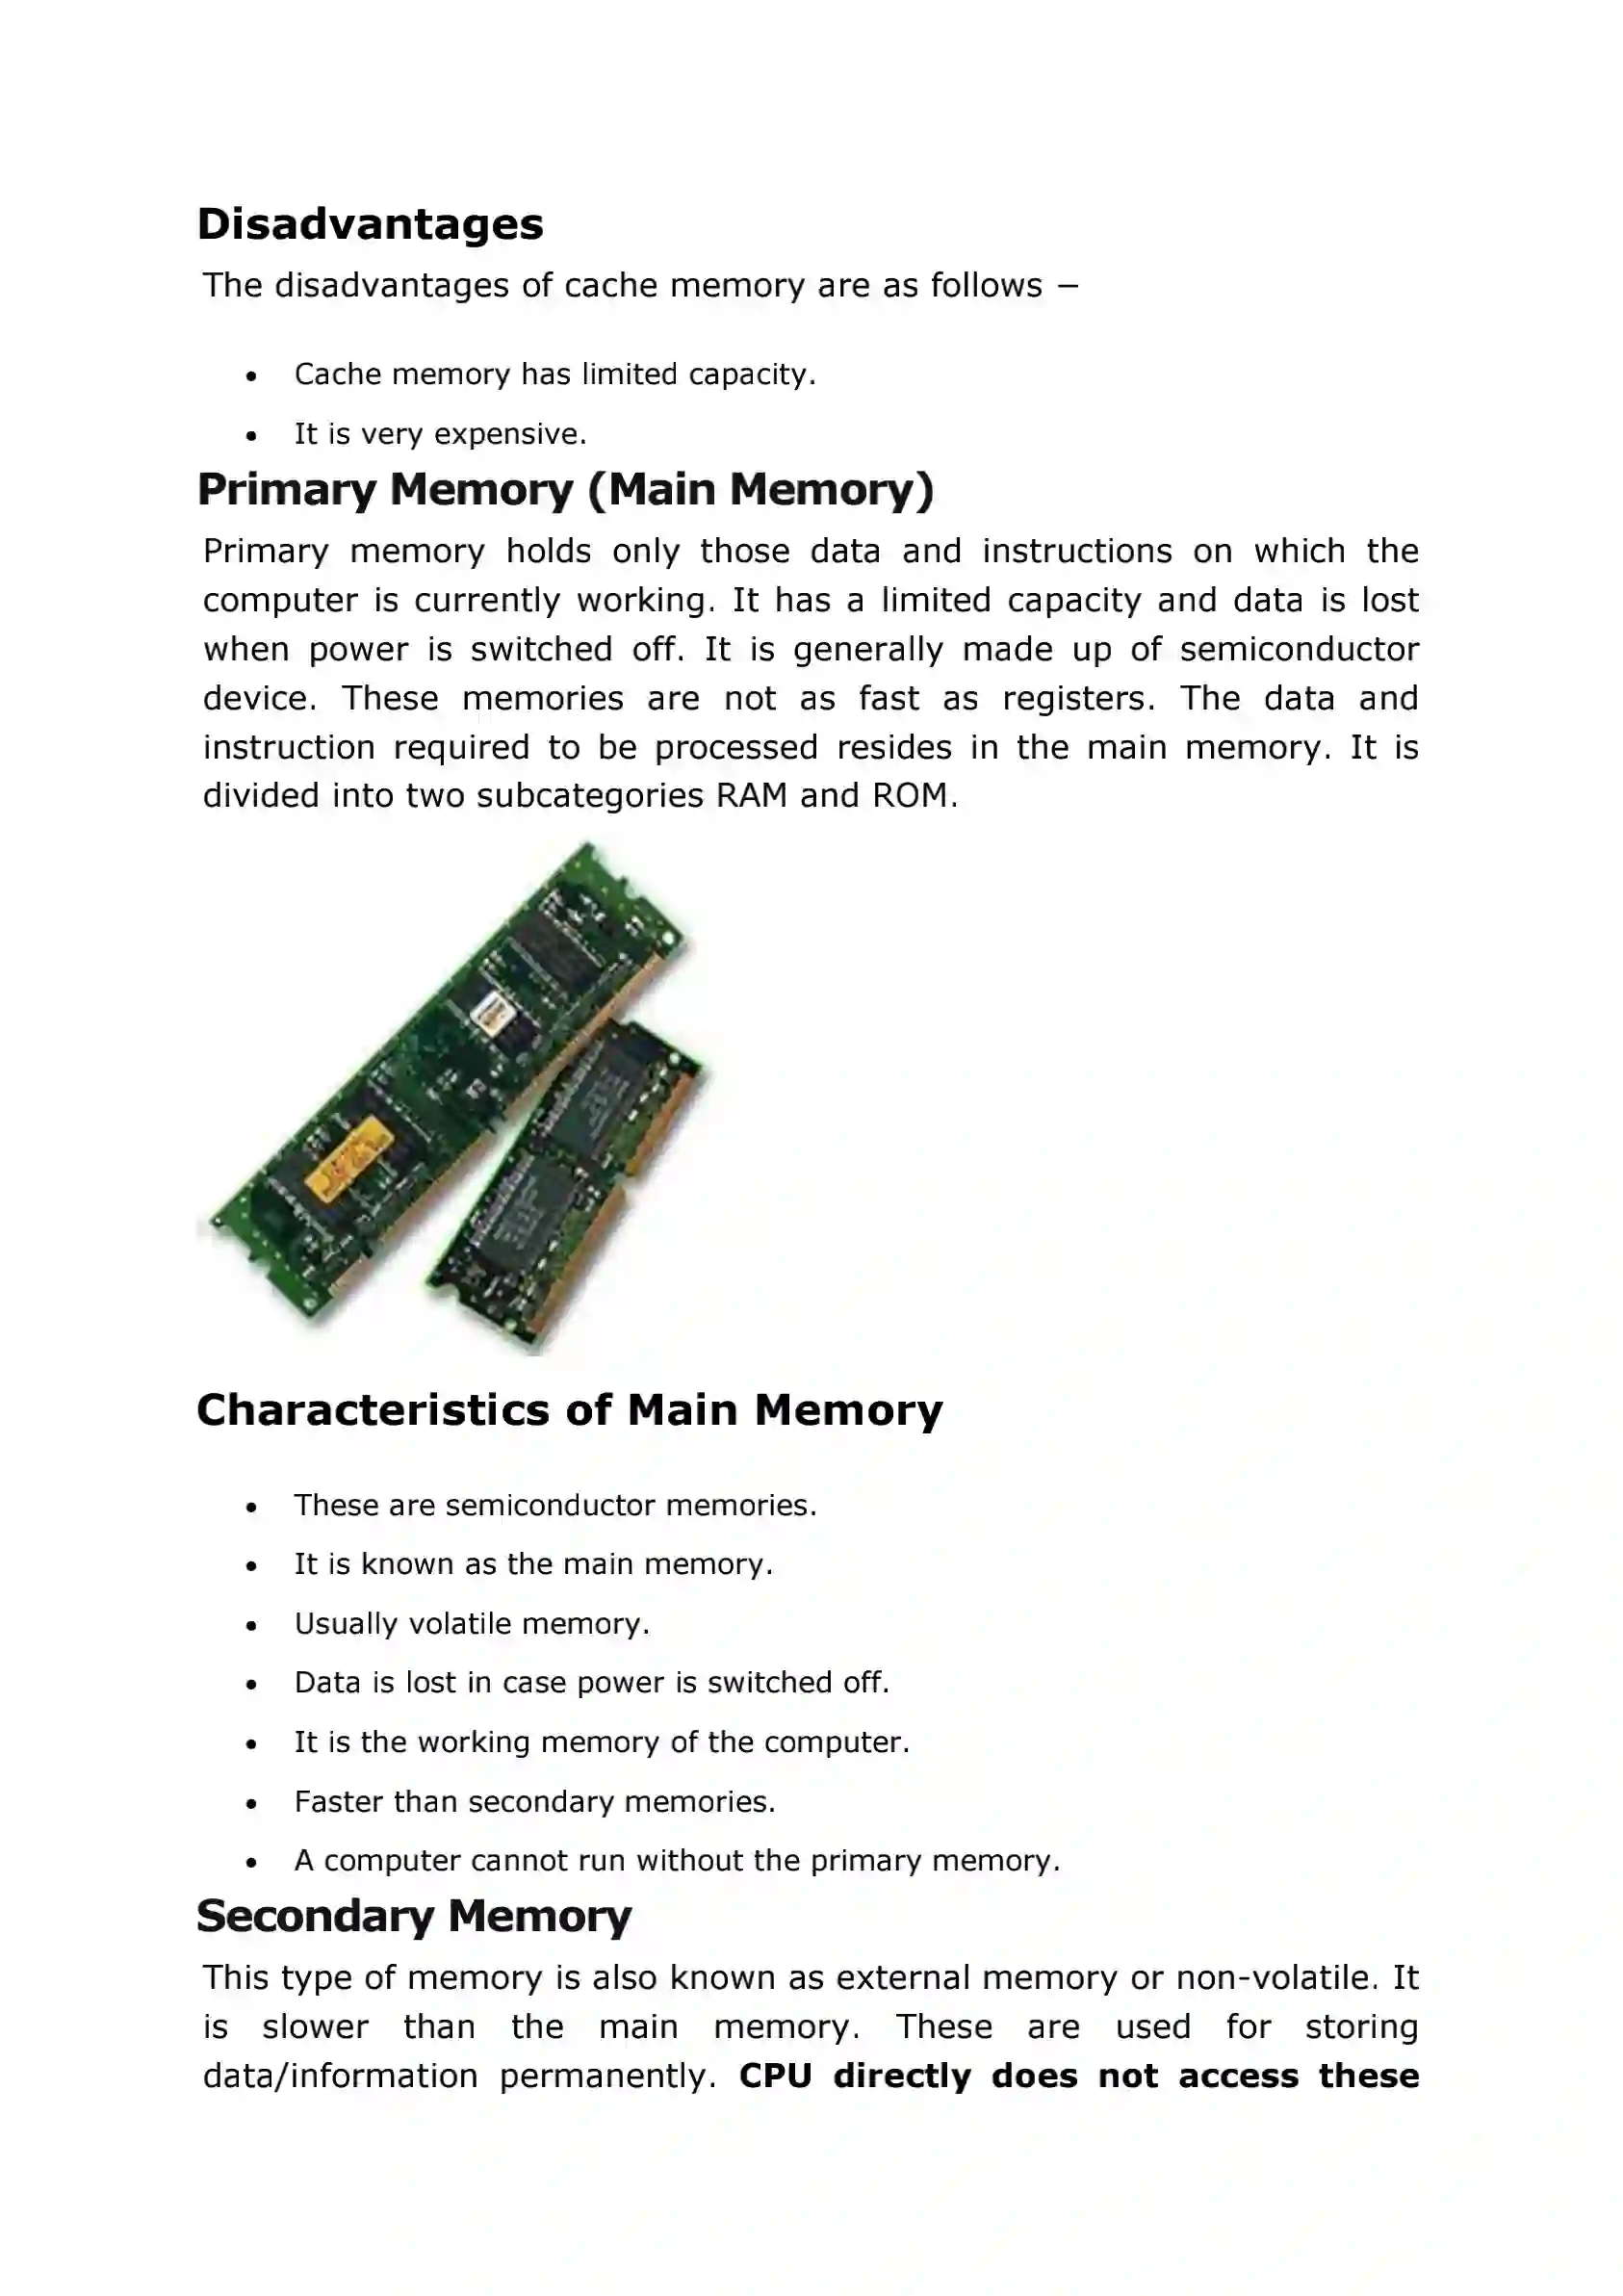 Disadvantages
The disadvantages of cache memory are as follows −
• Cache memory has limited capacity.
• It is very expensive.
Primary Memory (Main Memory)
Primary memory holds only those data and instructions on which the
computer is currently working. It has a limited capacity and data is lost
when power is switched off. It is generally made up of semiconductor
device. These memories are not as fast as registers. The data and
instruction required to be processed resides in the main memory. It is
divided into two subcategories RAM and ROM.
Characteristics of Main Memory
• These are semiconductor memories.
• It is known as the main memory.
• Usually volatile memory.
• Data is lost in case power is switched off.
• It is the working memory of the computer.
• Faster than secondary memories.
• A computer cannot run without the primary memory.
Secondary Memory
This type of memory is also known as external memory or non-volatile. It
is slower than the main memory. These are used for storing
data/information permanently. CPU directly does not access these